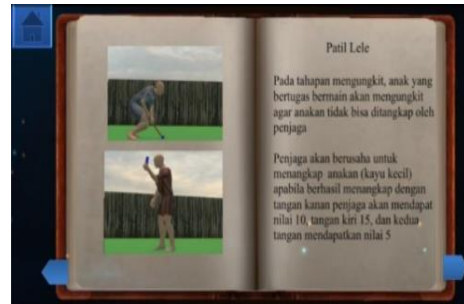 Patil Lele
Pada tahapan mengungkit, anak yang
bertugas bermain akan mengungkit
agar anakan tidak bisa ditangkap oleh
penjaga
Penjaga akan berusaha untuk
menangkap anakan (kayu kecil)
apabila berhasil menangkap dengan
tangan kanan penjaga akan mendapat
nilai 10, tangan kiri 15, dan kedua
tangan mendapatkan nilai 5